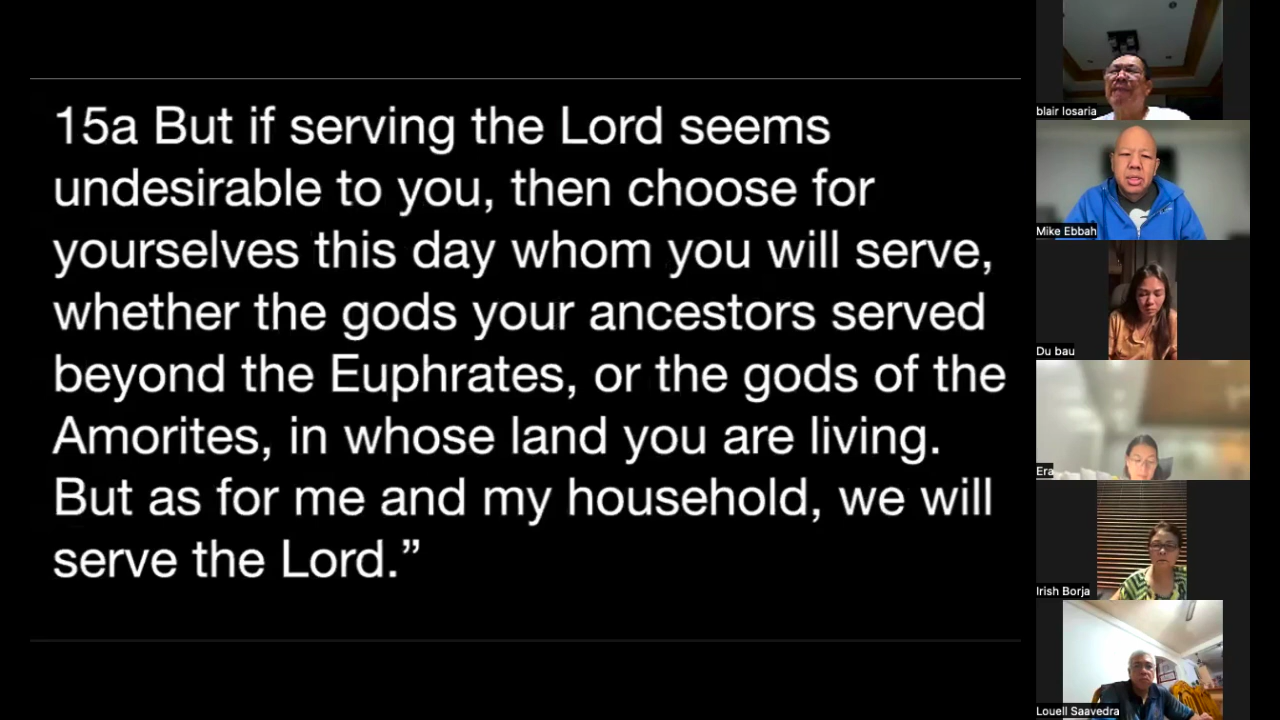 15a But if serving the Lord seems
undesirable to you, then choose for
yourselves this day whom you will serve,
whether the gods your ancestors served
beyond the Euphrates, or the gods of the
Amorites, in whose land you are living.
But as for me and my household, we will
serve the Lord.”
blair losaria
Mike Ebbah
Du bau
Era
Irish Borja
Louell Saavedra